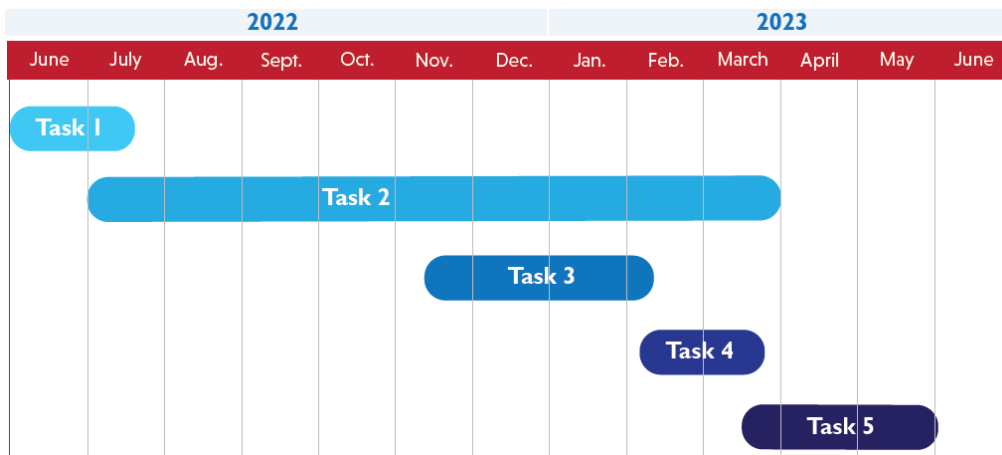 2022 2023
June July Aug. Sept. Oct. Nov. Dec. Jan. Feb. March April May June
Task 1
Task 2
Task 3
Task 4
Task 5